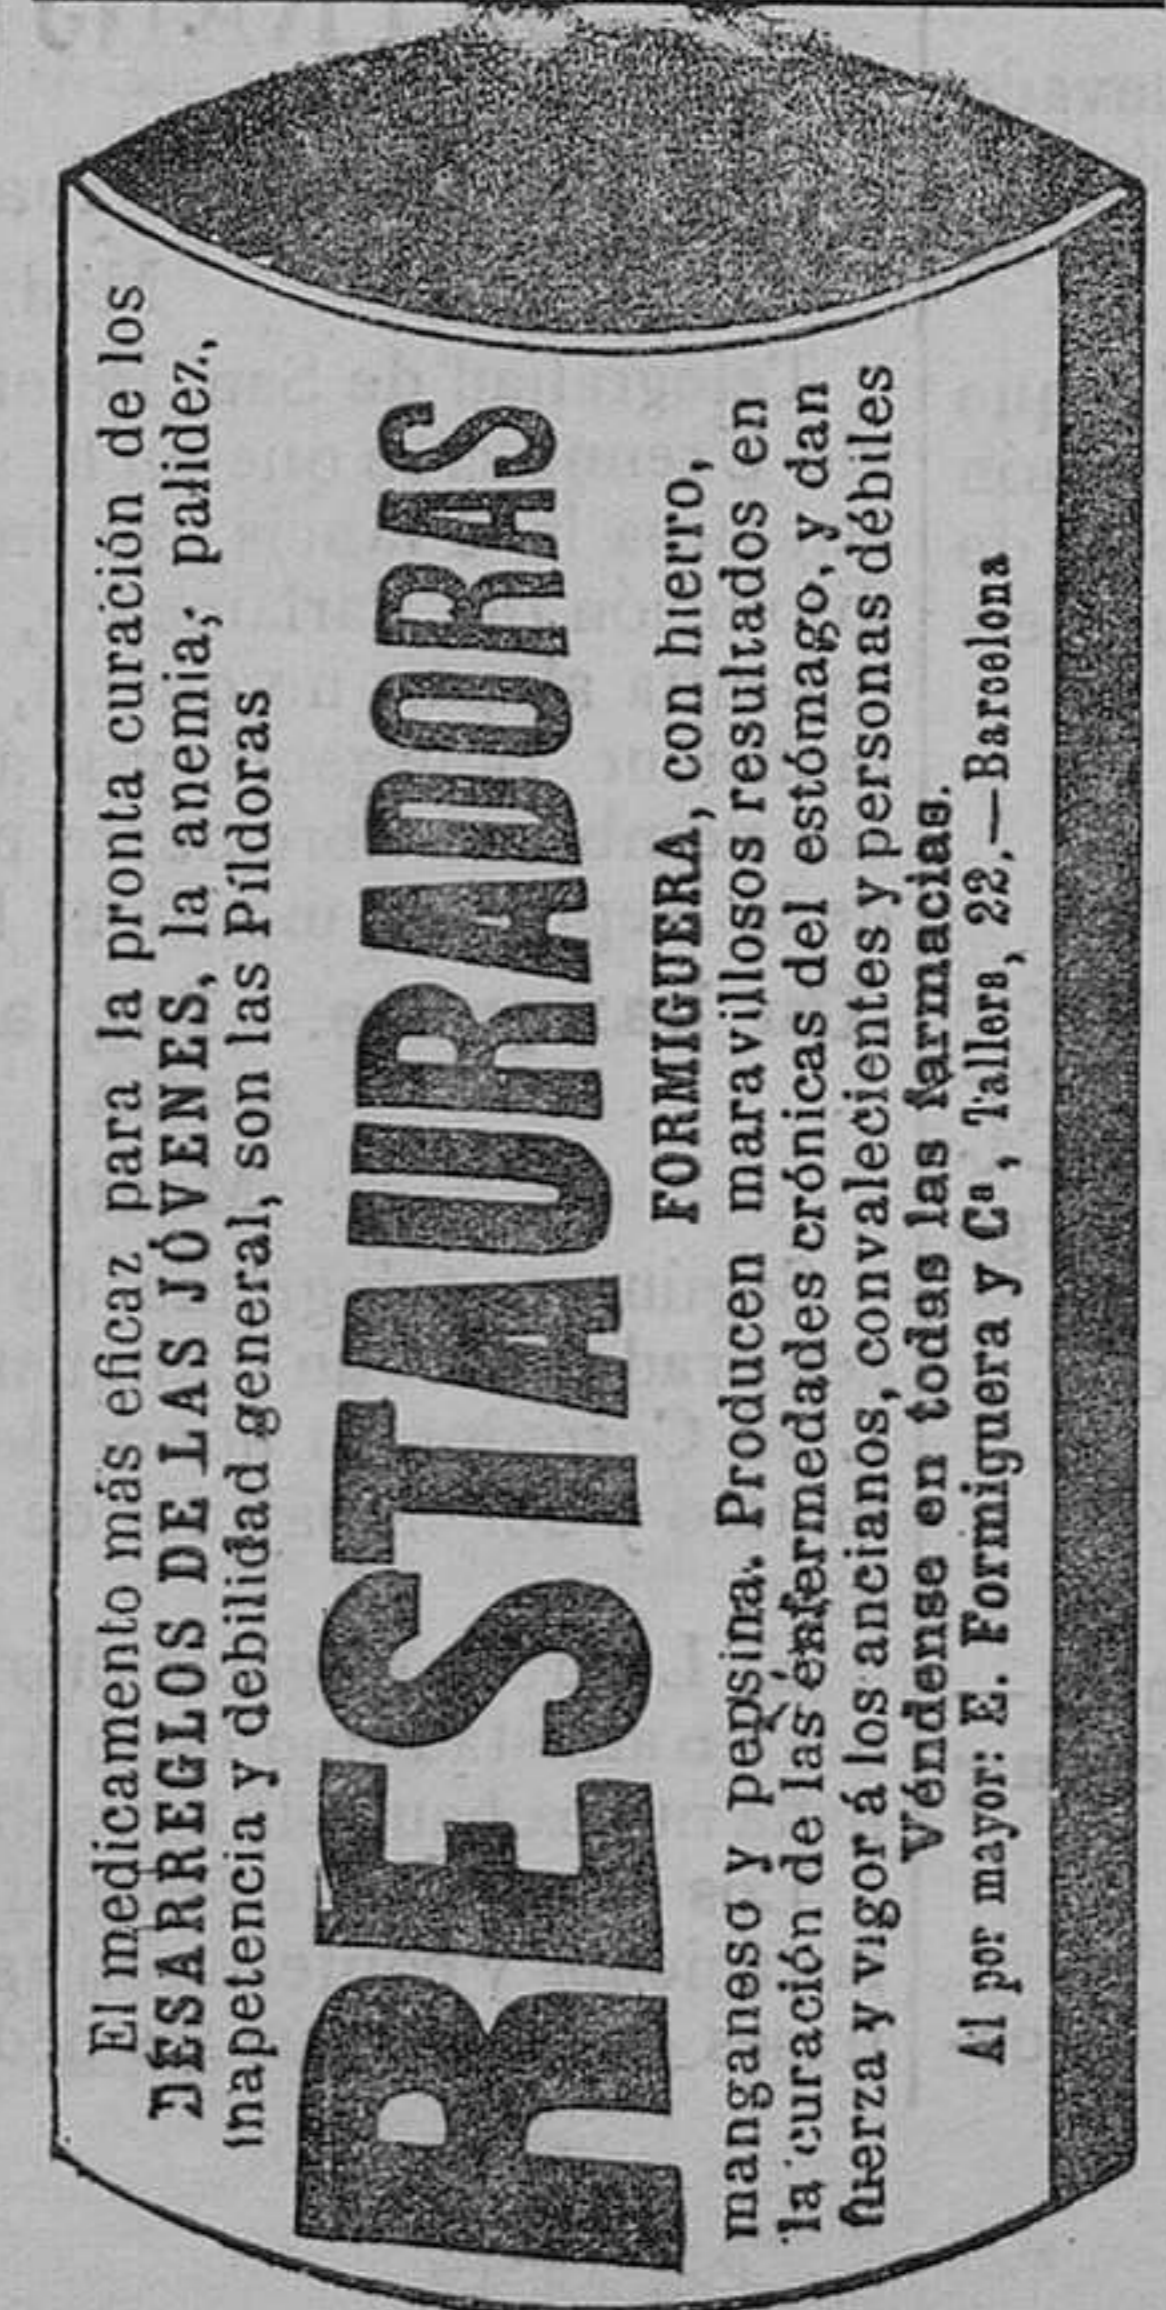 El medicamento más eficaz para la pronta curación de los
DESARREGLOS DE LAS JÓVENES, la anemia, palidez,
inapetencia y debilidad general, son las Píldoras
RESTAURADORAS
FORMIGUERA, con hierro,
manganeso y pepsina. Producen maravillosos resultados en
la curación de las enfermedades crónicas del estómago, y dan
fuerza y vigor á los ancianos, convalecientes y personas débiles
Véndense en todas las farmacias.
Al por mayor: E. Formiguera y Cª, Tallers, 22,—Barcelona